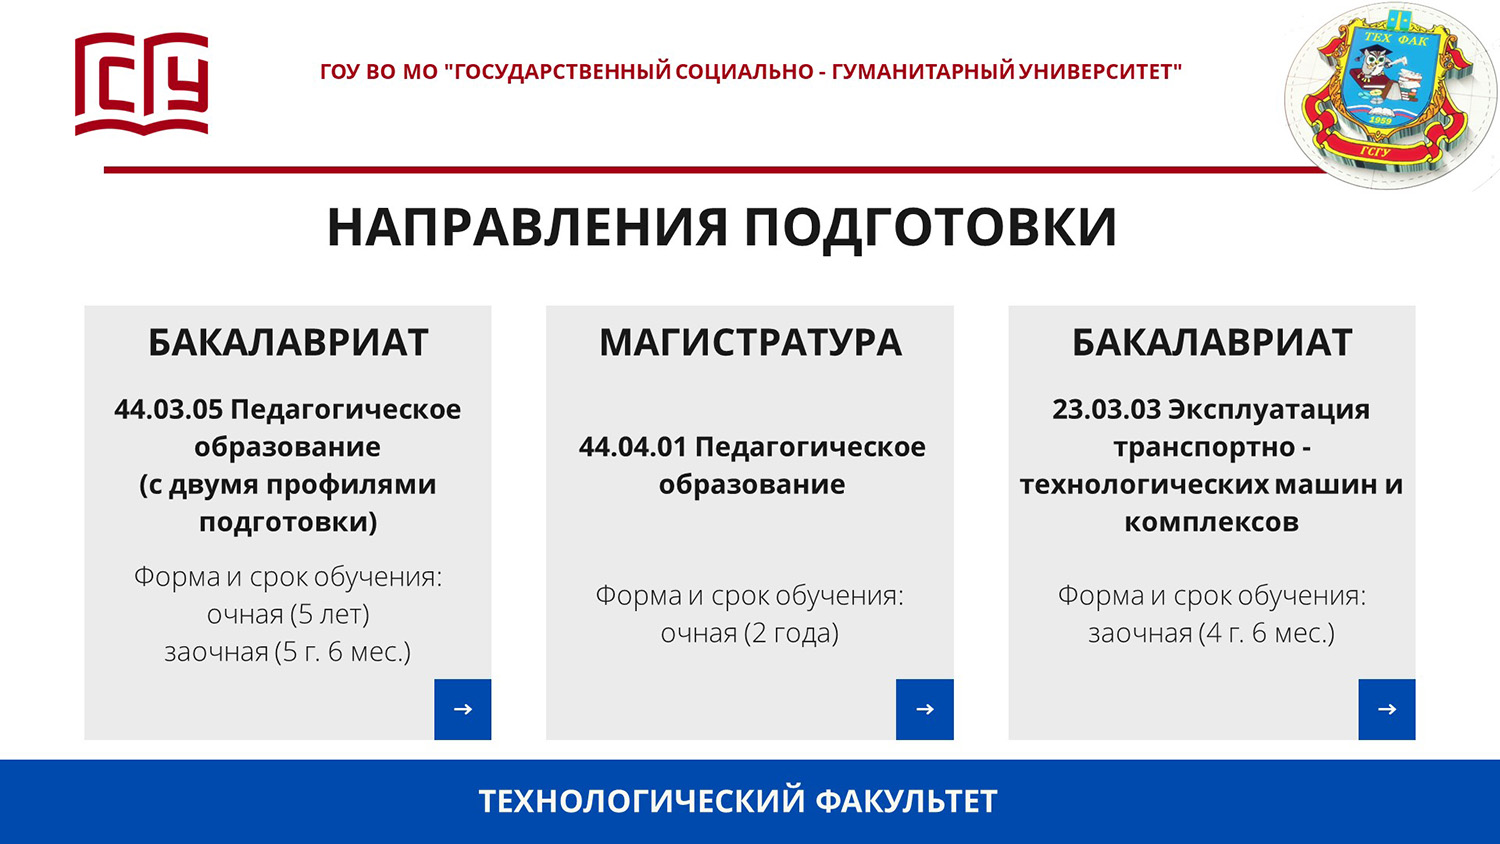 ГСГУ
ГОУ ВО МО "ГОСУДАРСТВЕННЫЙ СОЦИАЛЬНО - ГУМАНИТАРНЫЙ УНИВЕРСИТЕТ"
ТЕХ ФАК
1959
ГСГУ
НАПРАВЛЕНИЯ ПОДГОТОВКИ
БАКАЛАВРИАТ
44.03.05 Педагогическое
образование
(с двумя профилями
подготовки)
Форма и срок обучения:
очная (5 лет)
заочная (5 г. 6 мес.)
МАГИСТРАТУРА
44.04.01 Педагогическое
образование
Форма и срок обучения:
очная (2 года)
БАКАЛАВРИАТ
23.03.03 Эксплуатация
транспортно -
технологических машин и
комплексов
Форма и срок обучения:
заочная (4 г. 6 мес.)
ТЕХНОЛОГИЧЕСКИЙ ФАКУЛЬТЕТ